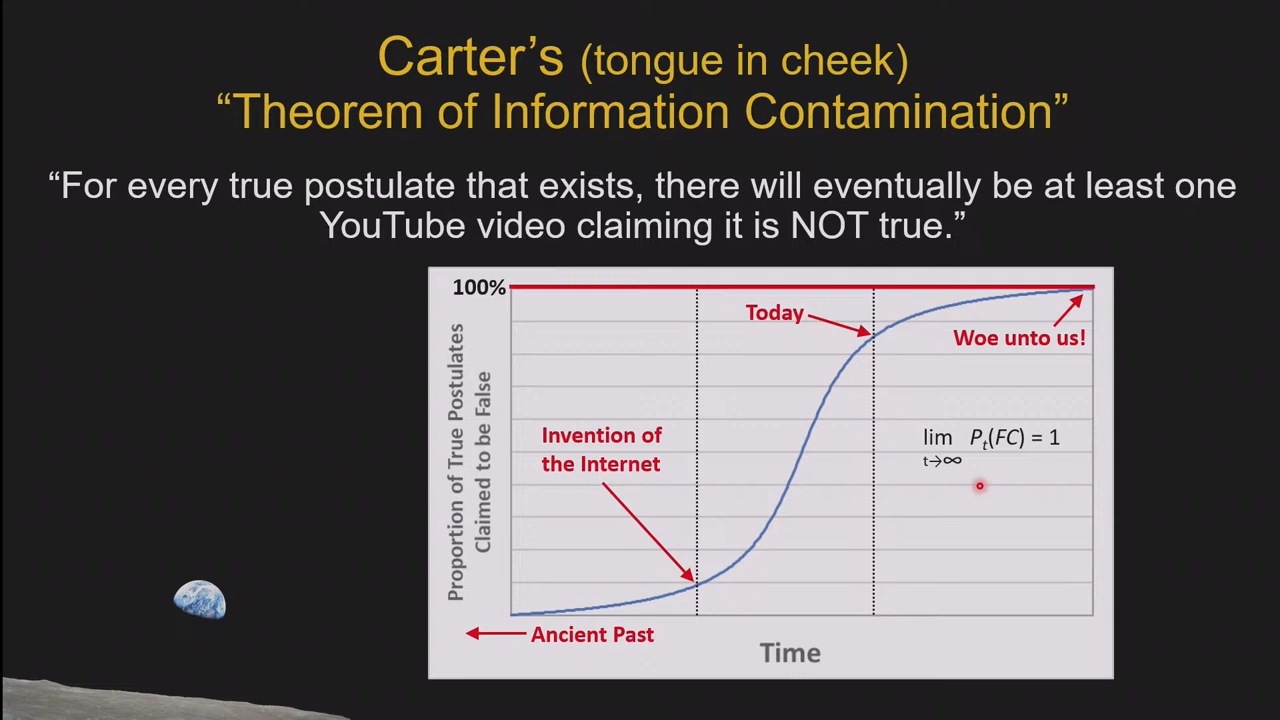 Carter’s (tongue in cheek)
“Theorem of Information Contamination”
“For every true postulate that exists, there will eventually be at least one
YouTube video claiming it is NOT true.”
100%
Proportion of True Postulates
Claimed to be False
Today
Woe unto us!
Invention of
the Internet
lim Pt(FC) = 1
t→∞
Ancient Past
Time